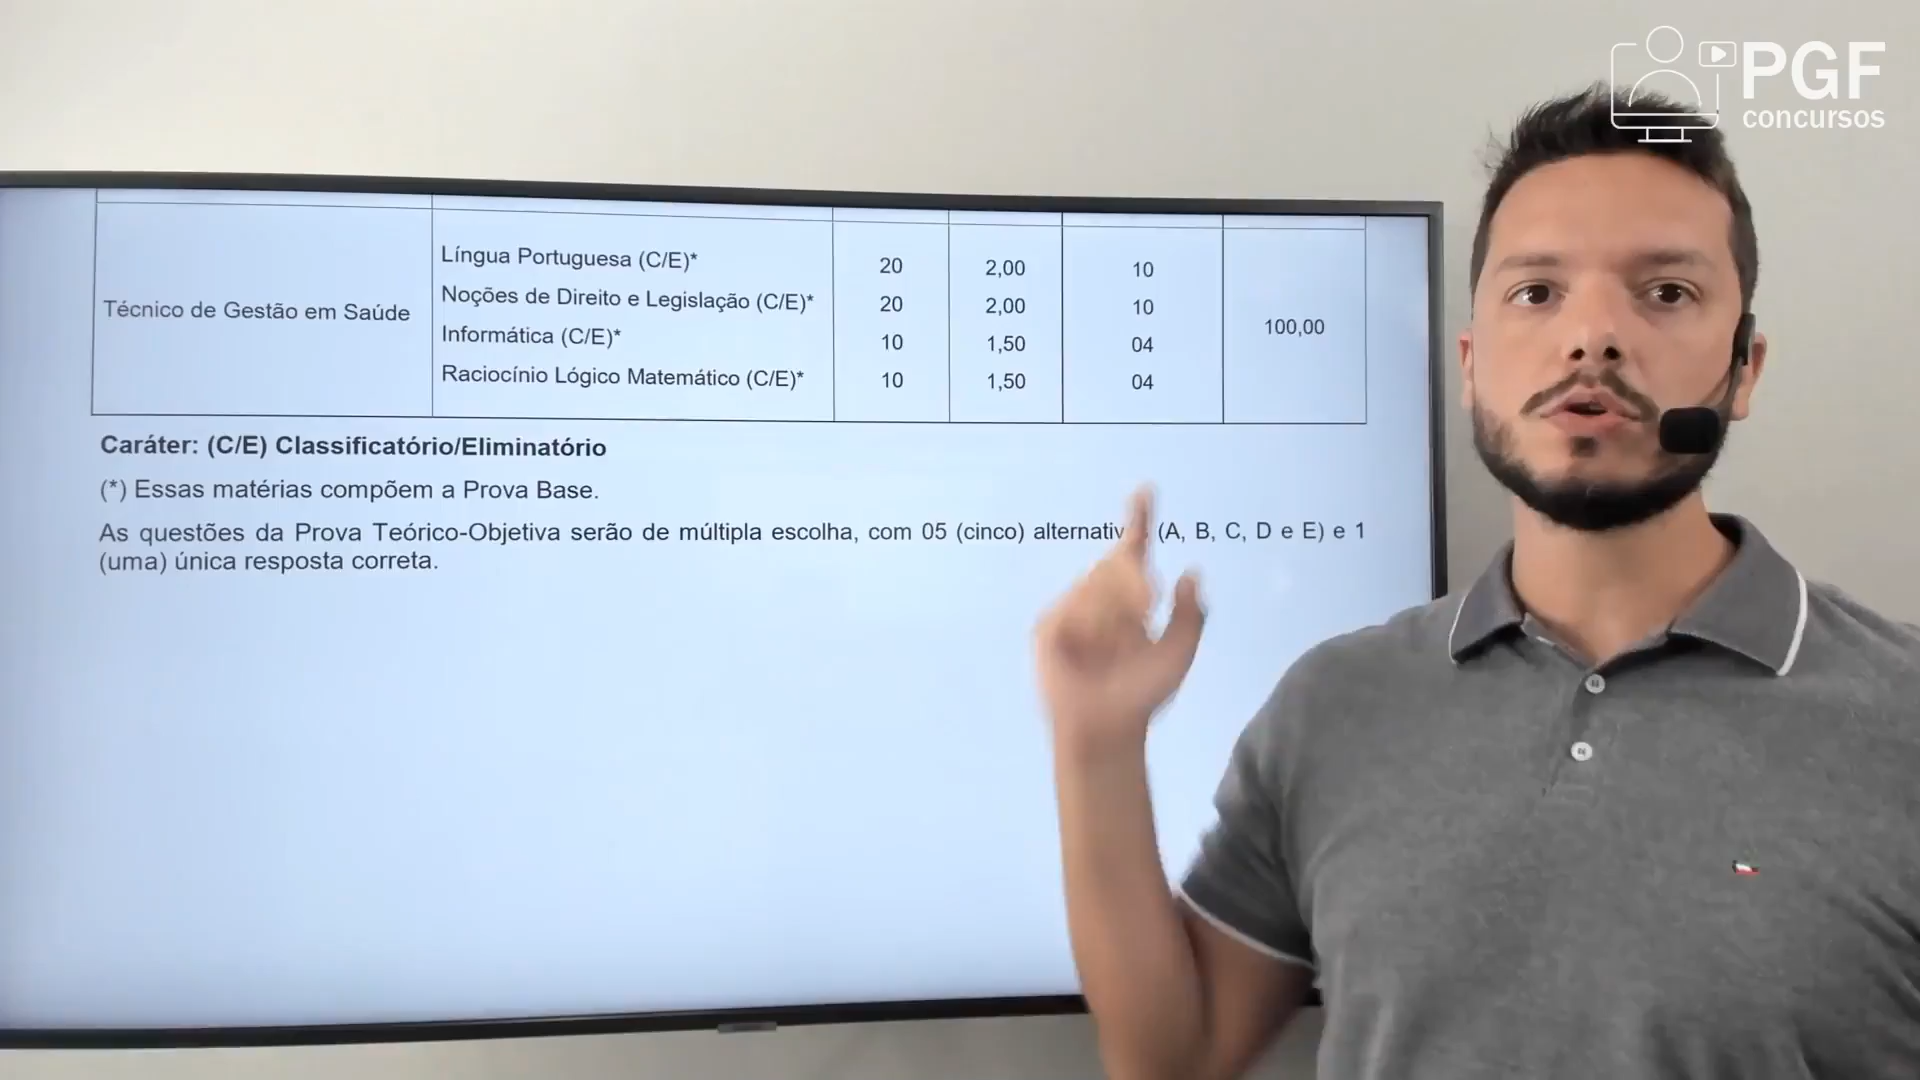 PGF
concursos
Técnico de Gestão em Saúde
Língua Portuguesa (C/E)* 20 2,00 10
Noções de Direito e Legislação (C/E)* 20 2,00 10
Informática (C/E)* 10 1,50 04
Raciocínio Lógico Matemático (C/E)* 10 1,50 04
100,00
Caráter: (C/E) Classificatório/Eliminatório
(*) Essas matérias compõem a Prova Base.
As questões da Prova Teórico-Objetiva serão de múltipla escolha, com 05 (cinco) (A, B, C, D e E) e 1
(uma) única resposta correta.